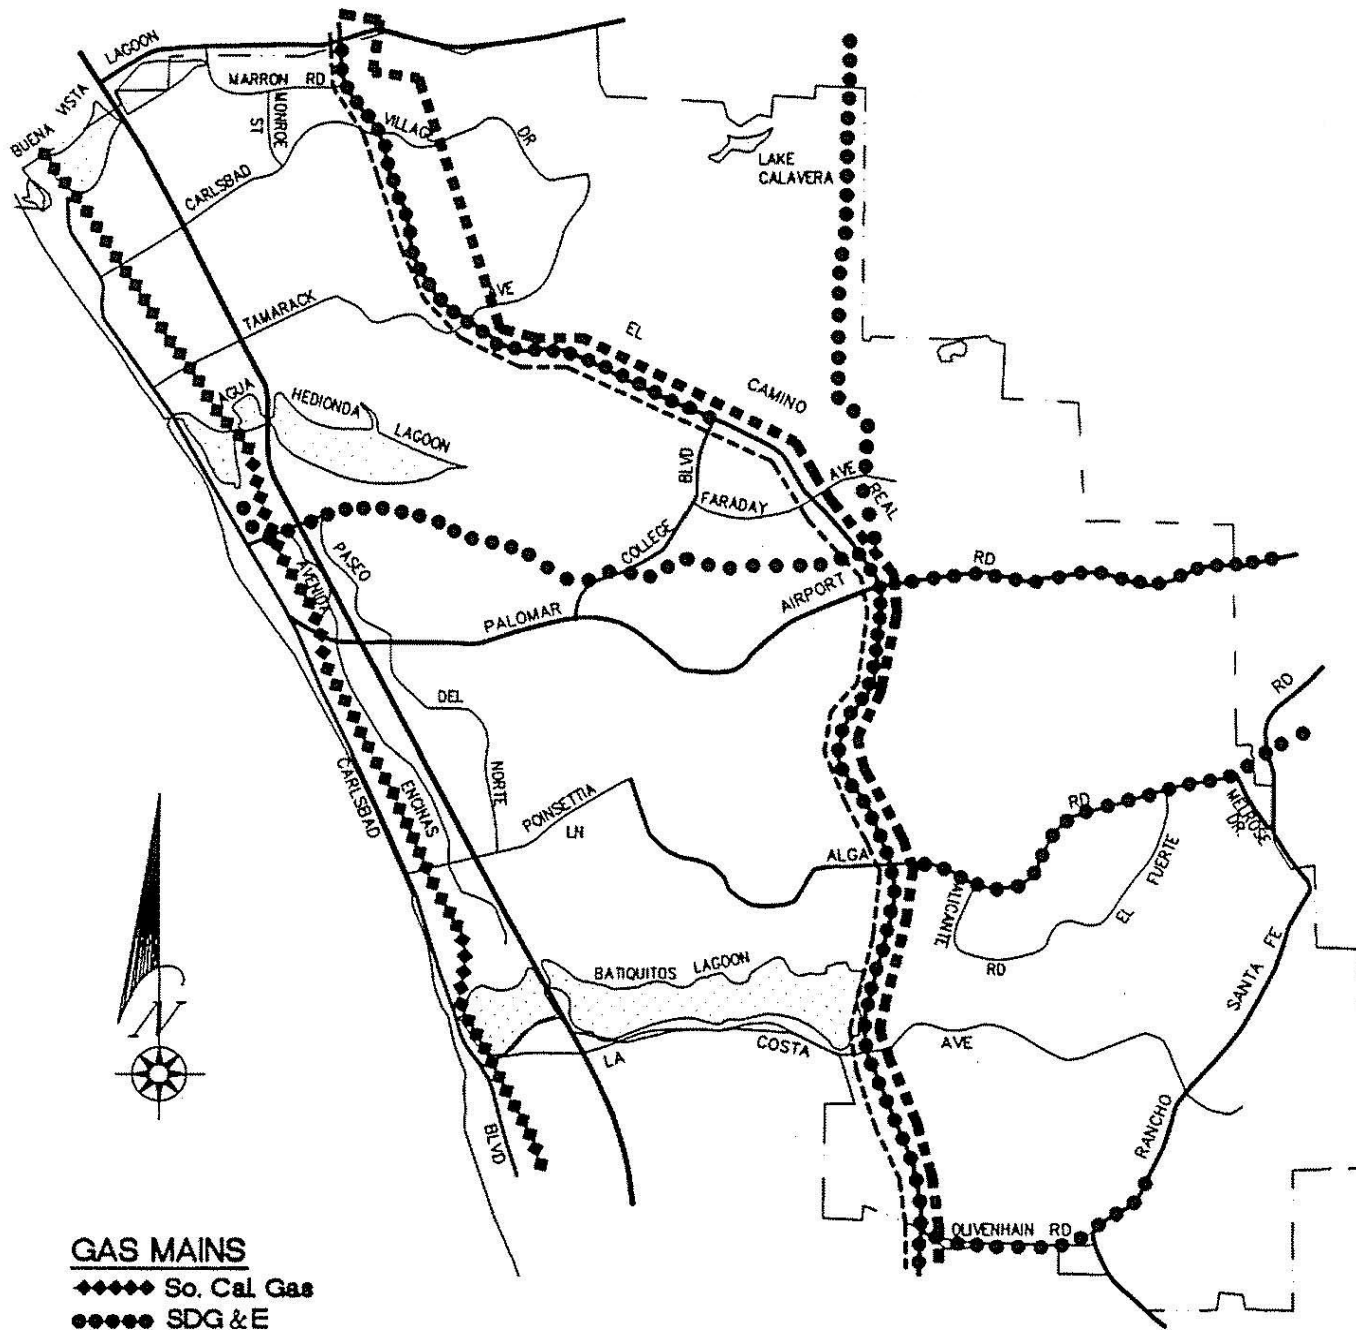 LAGOON
BUENA VISTA
MARRON RD
MONROE
ST
VILLAG
DR
CARLSBAD
LAKE
CALAVERA
TAMARACK
AVE
EL
CAMINO
REAL
AGUA
HEDIONDA
LAGOON
BLVD
COLLEGE
FARADAY
AVE
PASEO
AVENIDA
PALOMAR
AIRPORT
RD
DEL
NORTE
CARLSBAD
ENCINAS
POINSETTIA
LN
ALGA
RD
RD
MELROSE
DR.
EL FUERTE
ALICANTE
RD
BATIQUITOS LAGOON
SANTA FE
LA
COSTA
AVE
RANCHO
BLVD
OLIVENHAIN RD
N
GAS MAINS
So. Cal. Gas
SDG & E